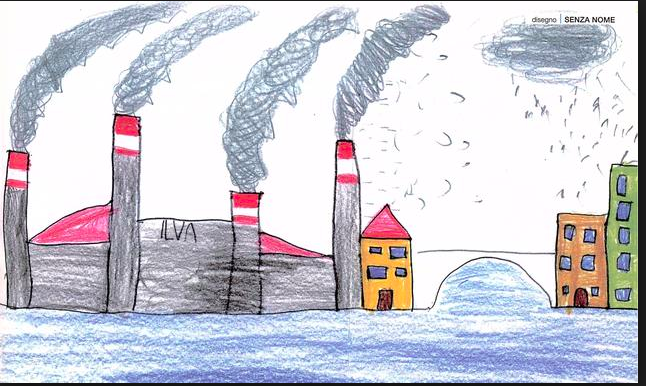 disegno | SENZA NOME
ILVA